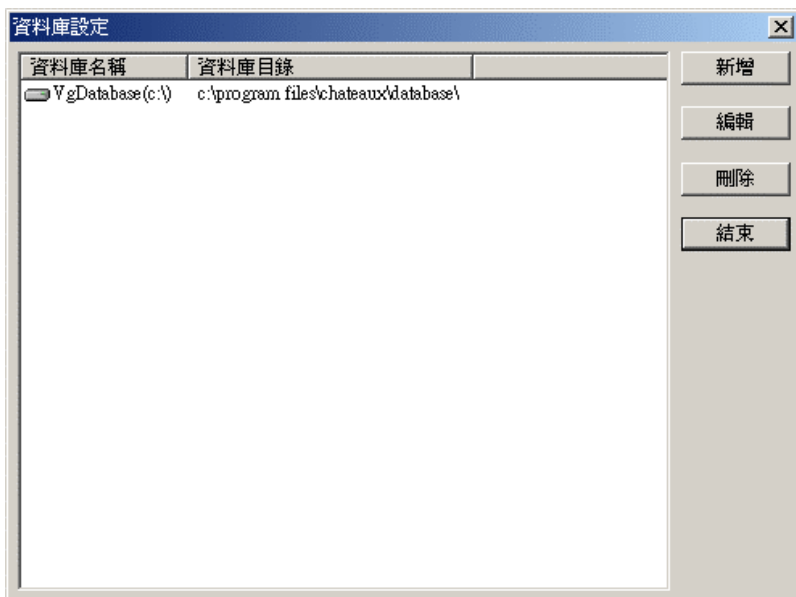 資料庫設定
資料庫名稱 資料庫目錄
VgDatabase(c:\) c:\program files\chateaux\database\
新增
編輯
刪除
結束